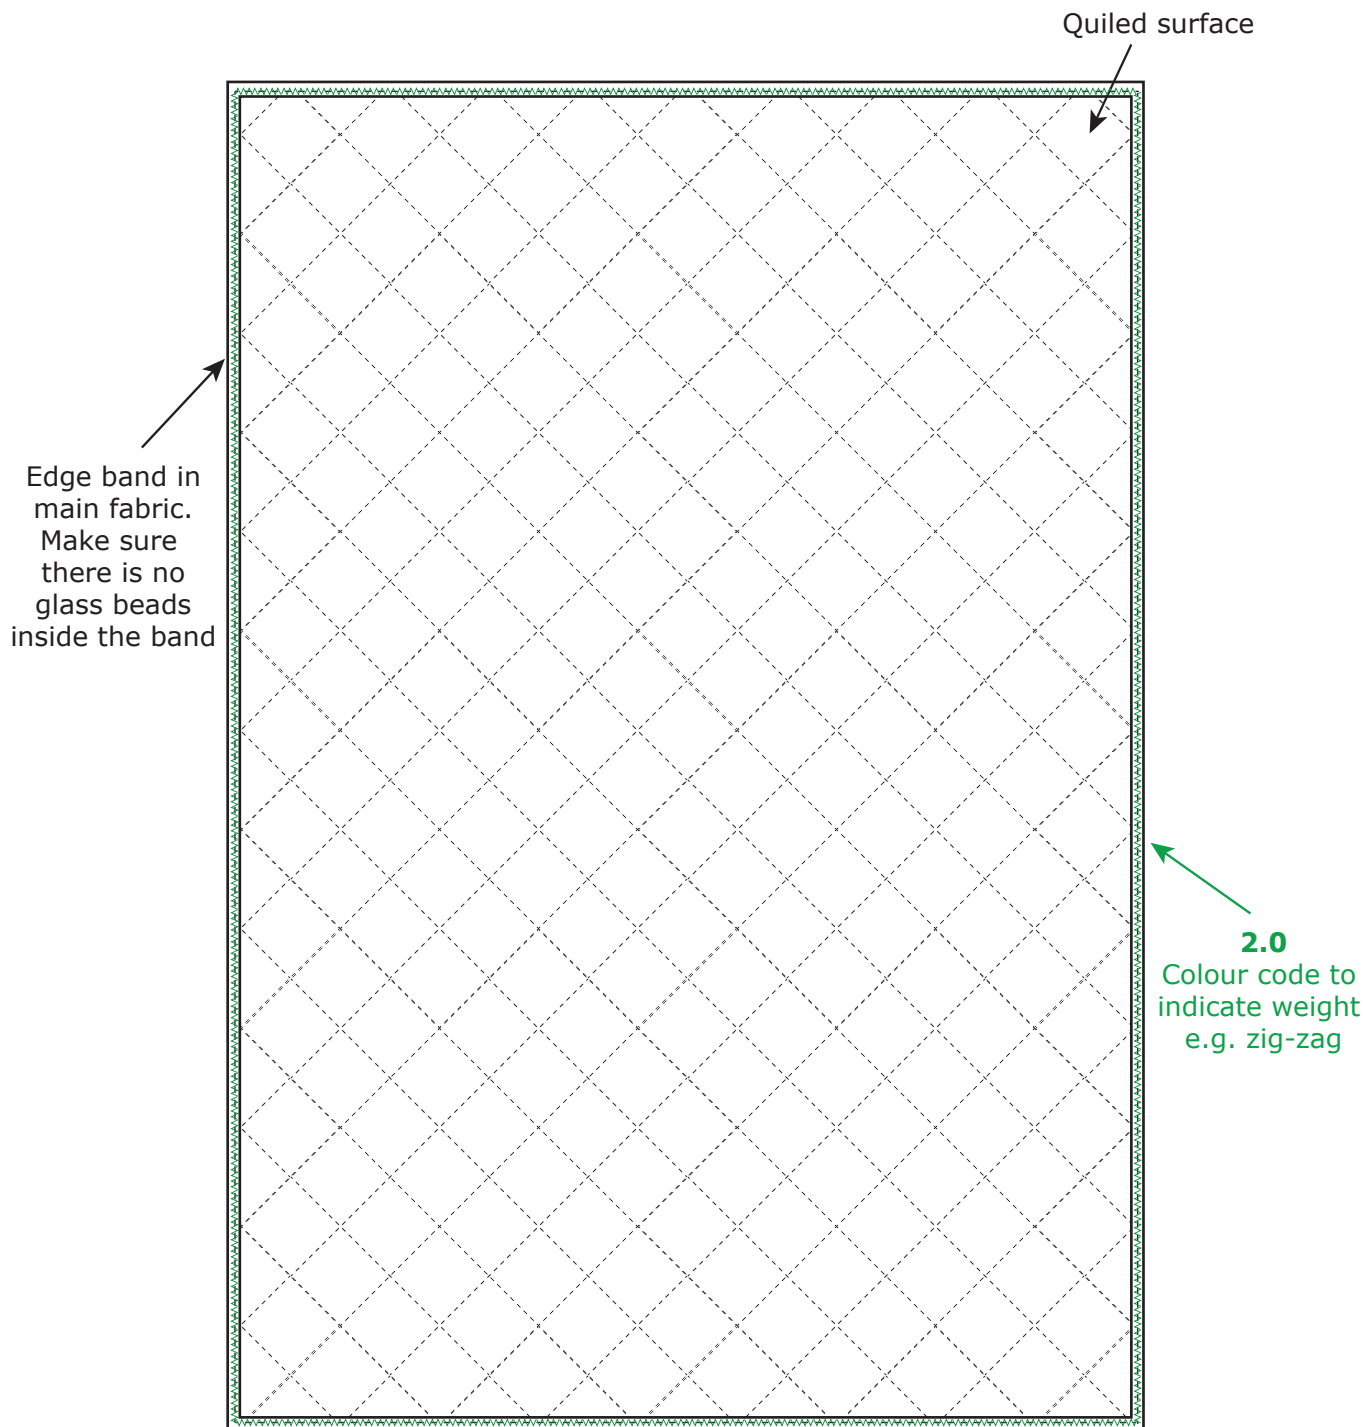 Quiled surface
Edge band in
main fabric.
Make sure
there is no
glass beads
inside the band
2.0
Colour code to
indicate weight
e.g. zig-zag